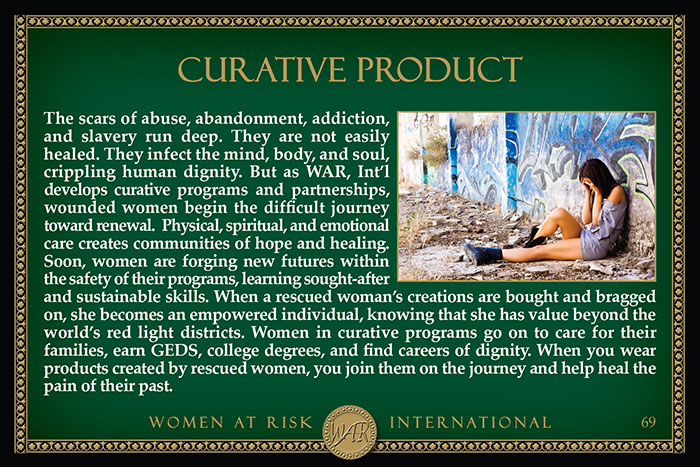 CURATIVE PRODUCT
The scars of abuse, abandonment, addiction,
and slavery run deep. They are not easily
healed. They infect the mind, body, and soul,
crippling human dignity. But as WAR, Int'l
develops curative programs and partnerships,
wounded women begin the difficult journey
toward renewal. Physical, spiritual, and emotional
care creates communities of hope and healing.
Soon, women are forging new futures within
the safety of their programs, learning sought-after
and sustainable skills. When a rescued woman's creations are bought and bragged
on, she becomes an empowered individual, knowing that she has value beyond the
world's red light districts. Women in curative programs go on to care for their
families, earn GEDS, college degrees, and find careers of dignity. When you wear
products created by rescued women, you join them on the journey and help heal the
pain of their past.
WOMEN AT RISK WAR INTERNATIONAL 69